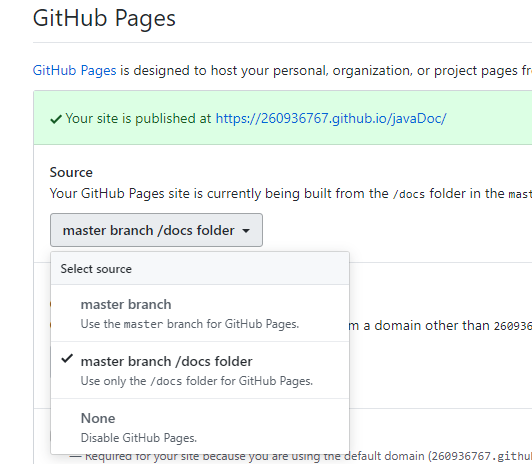 GitHub Pages
GitHub Pages is designed to host your personal, organization, or project pages
Your site is published at https://260936767.github.io/javaDoc/
Source
Your GitHub Pages site is currently being built from the /docs folder in the
master branch /docs folder
Select source
master branch
Use the master branch for GitHub Pages.
m a domain other than
master branch /docs folder
Use only the /docs folder for GitHub Pages.
None
Disable GitHub Pages.
— Required for your site because you are using the default domain (260936767.